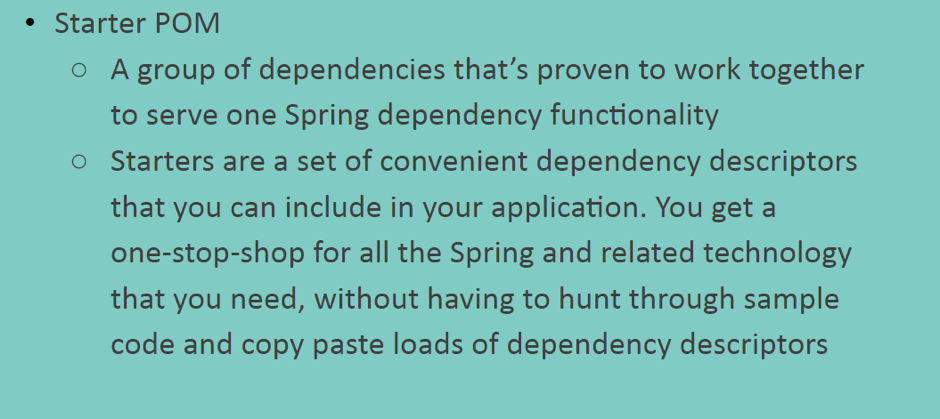 • Starter POM
○ A group of dependencies that’s proven to work together
to serve one Spring dependency functionality
○ Starters are a set of convenient dependency descriptors
that you can include in your application. You get a
one-stop-shop for all the Spring and related technology
that you need, without having to hunt through sample
code and copy paste loads of dependency descriptors